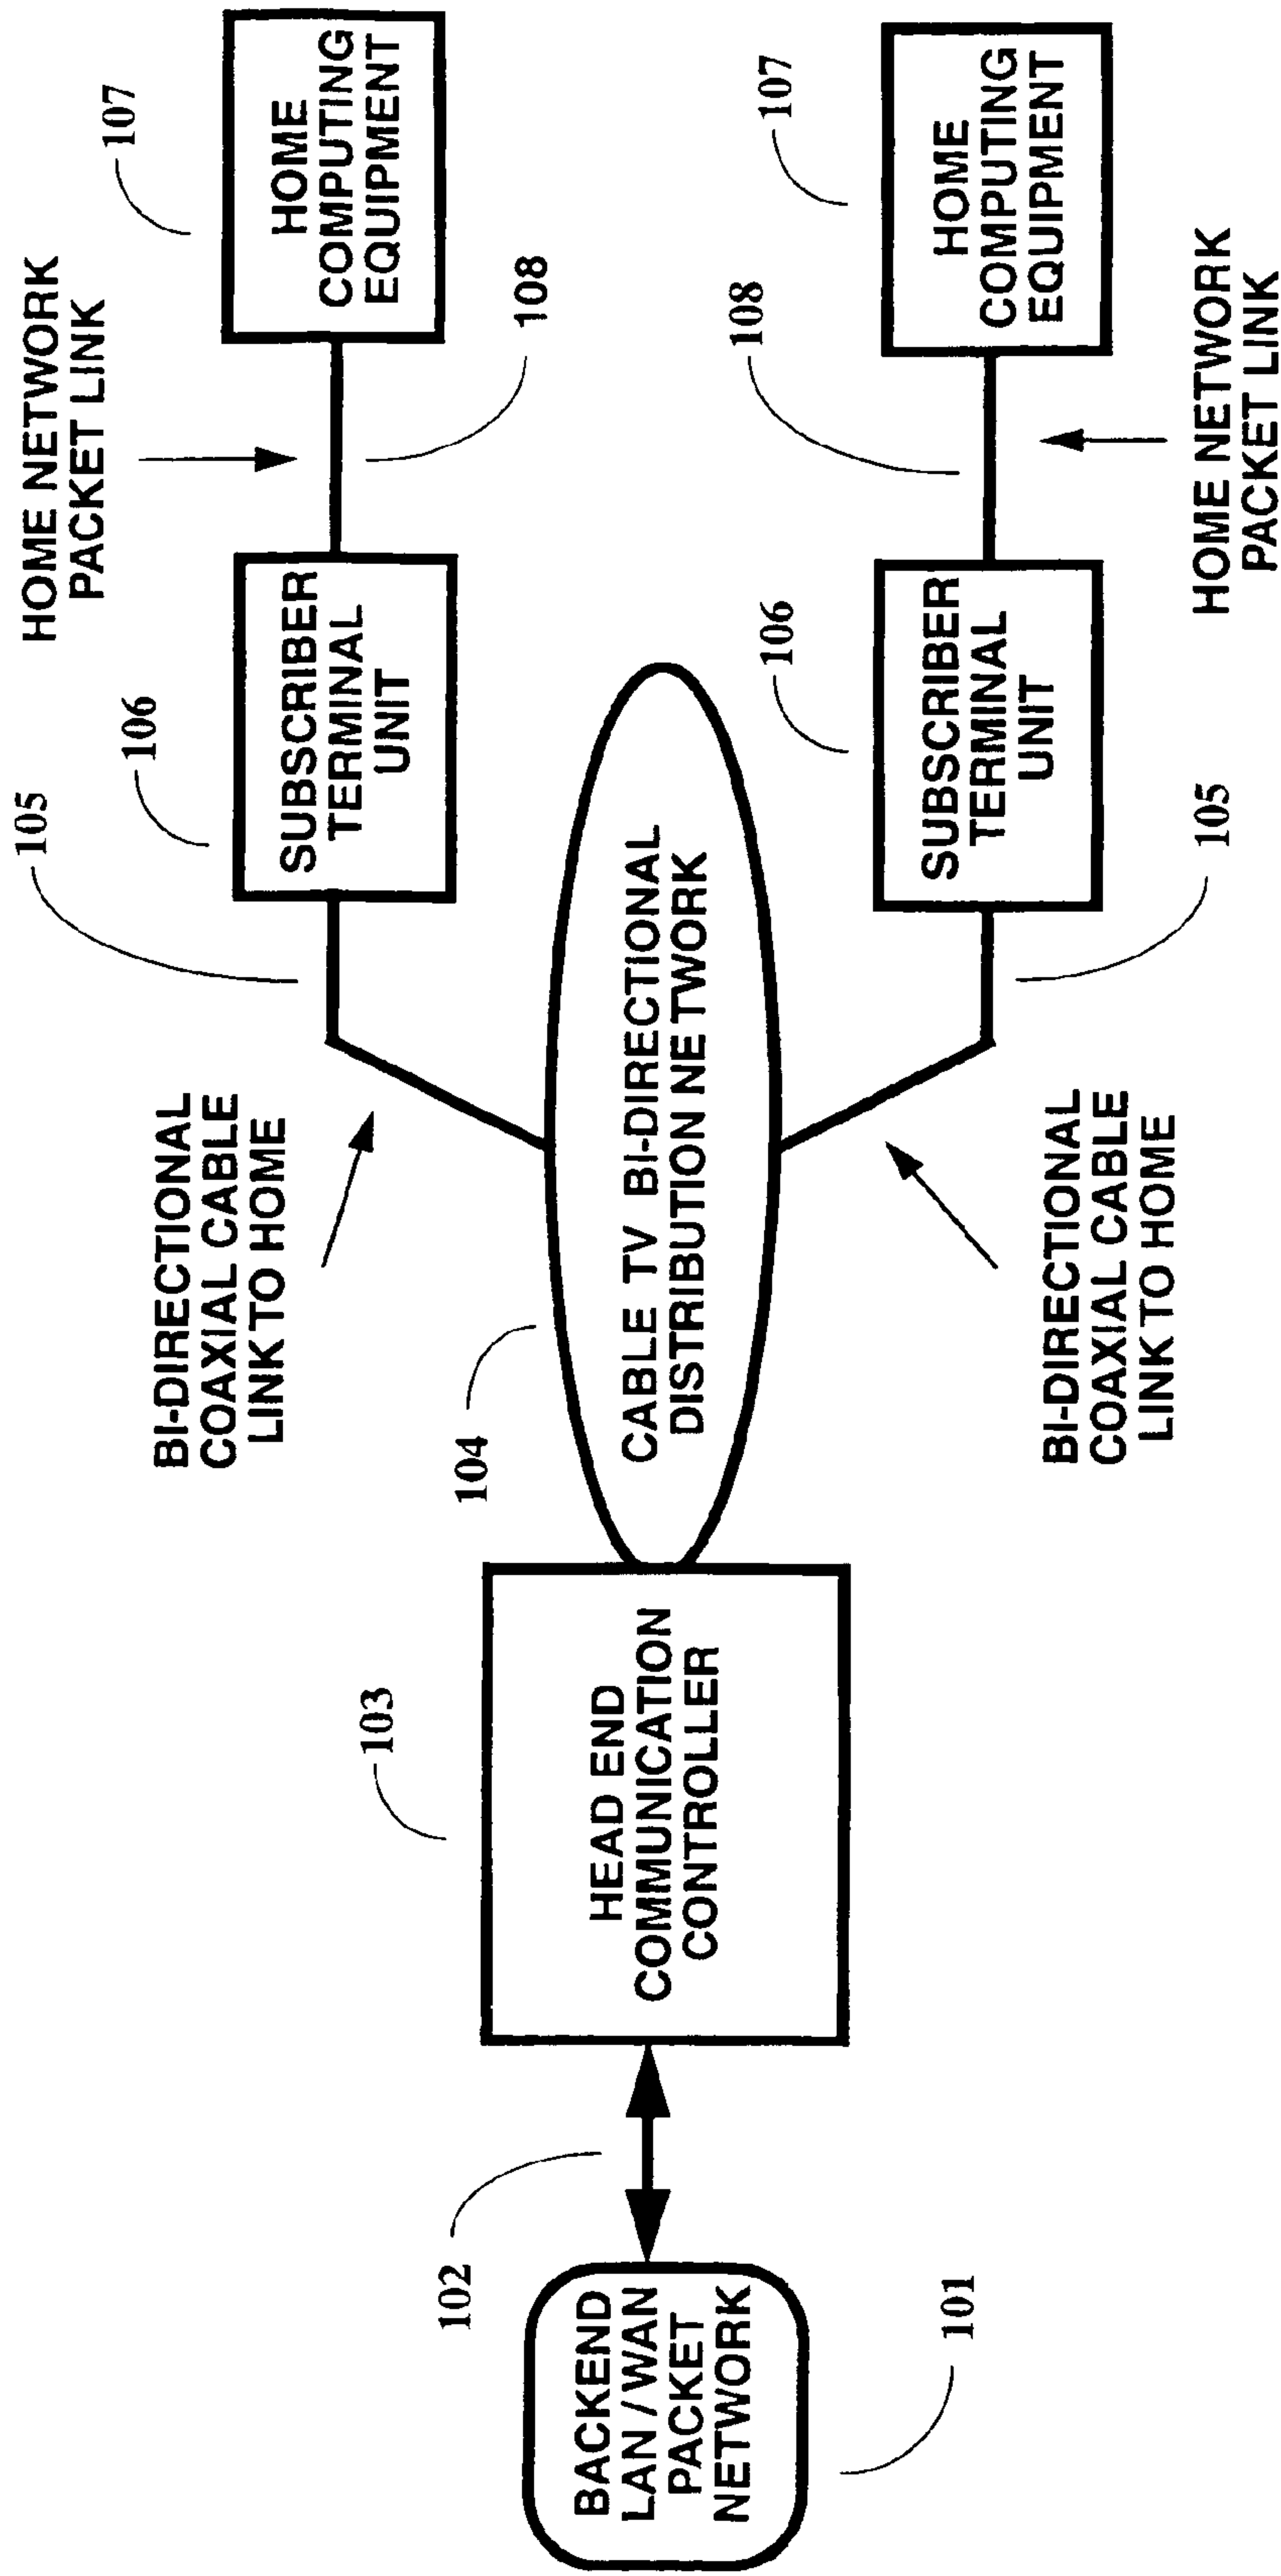 HOME NETWORK
PACKET LINK
107
105
106
HOME
COMPUTING
EQUIPMENT
BI-DIRECTIONAL
COAXIAL CABLE
LINK TO HOME
SUBSCRIBER
TERMINAL
UNIT
108
103
104
HEAD END
COMMUNICATION
CONTROLLER
CABLE TV BI-DIRECTIONAL
DISTRIBUTION NETWORK
102
BACKEND
LAN / WAN
PACKET
NETWORK
101
108
106
107
SUBSCRIBER
TERMINAL
UNIT
HOME
COMPUTING
EQUIPMENT
BI-DIRECTIONAL
COAXIAL CABLE
LINK TO HOME
105
HOME NETWORK
PACKET LINK